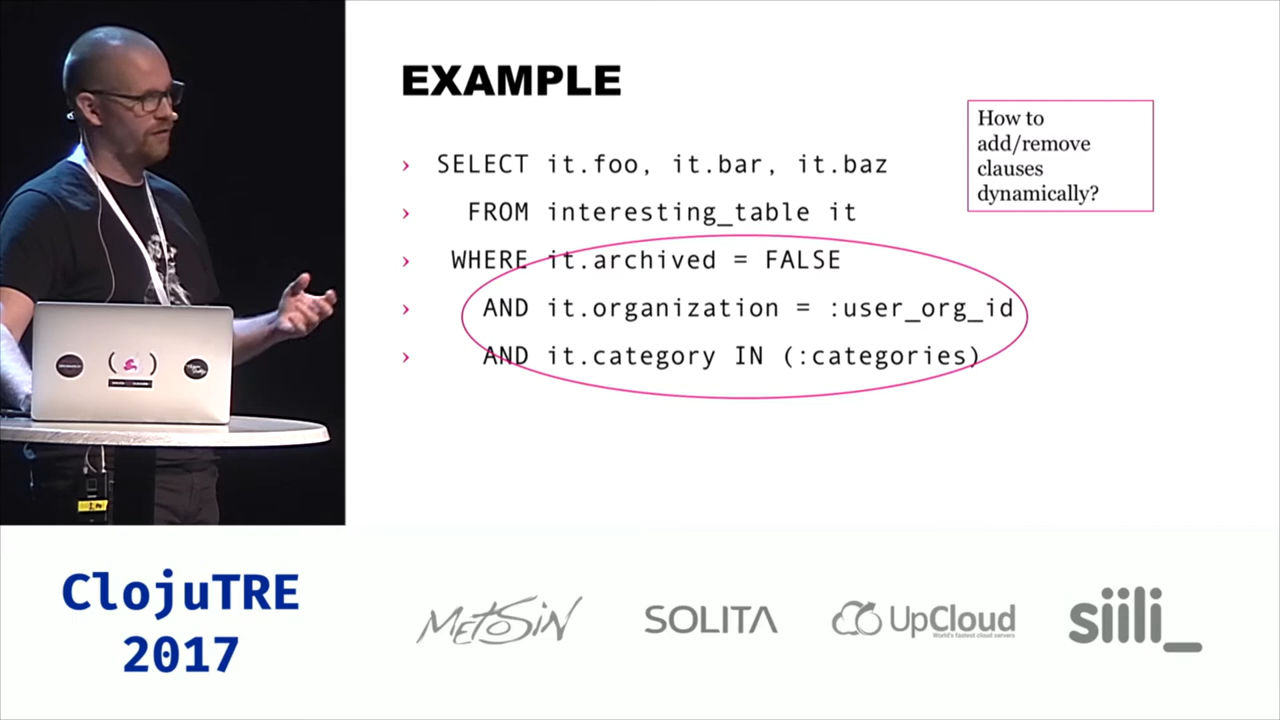 EXAMPLE
How to
add/remove
clauses
dynamically?
› SELECT it.foo, it.bar, it.baz
› FROM interesting_table it
› WHERE it.archived = FALSE
› AND it.organization = :user_org_id
› AND it.category IN (:categories)
ClojuTRE
2017
METOSIN
SOLITA
UpCloud
World's fastest cloud servers
siili_